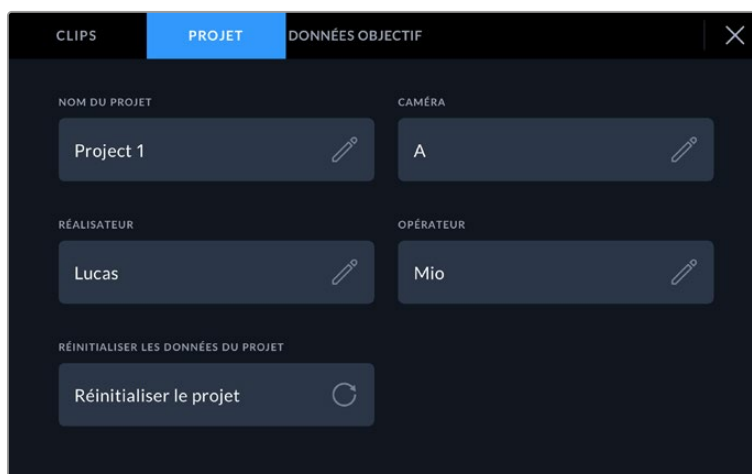 CLIPS PROJET DONNÉES OBJECTIF
NOM DU PROJET CAMÉRA
Project 1 A
RÉALISATEUR OPÉRATEUR
Lucas Mio
RÉINITIALISER LES DONNÉES DU PROJET
Réinitialiser le projet